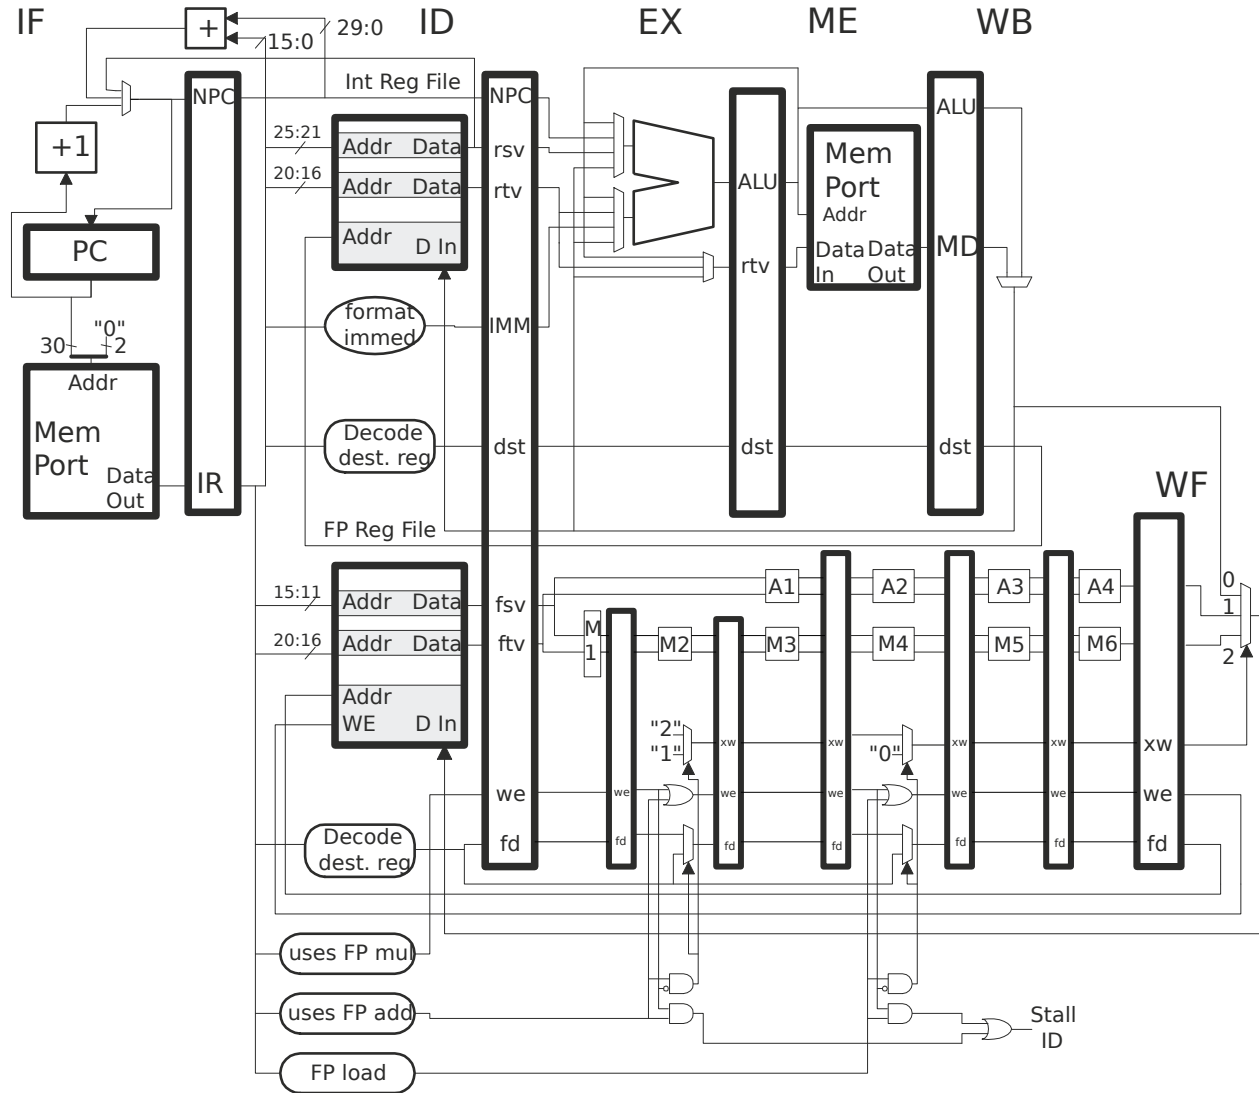 IF
ID
EX
ME
WB
+
15:0
29:0
Int Reg File
NPC
+1
PC
30
"0"
2
Addr
Mem
Port
Data
Out
IR
25:21
Addr
Data
20:16
Addr
Data
Addr
D In
format
immed
Decode
dest. reg
NPC
rsv
rtv
IMM
dst
ALU
rtv
dst
Mem
Port
Addr
Data
In
Data
Out
ALU
MD
dst
WF
FP Reg File
15:11
Addr
Data
20:16
Addr
Data
Addr
WE
D In
fsv
ftv
we
fd
M
1
M2
A1
M3
A2
M4
A3
M5
A4
M6
0
1
2
"2"
"1"
"0"
xw
xw
xw
xw
xw
we
we
we
we
we
we
fd
fd
fd
fd
fd
fd
Decode
dest. reg
uses FP mul
uses FP add
FP load
Stall
ID